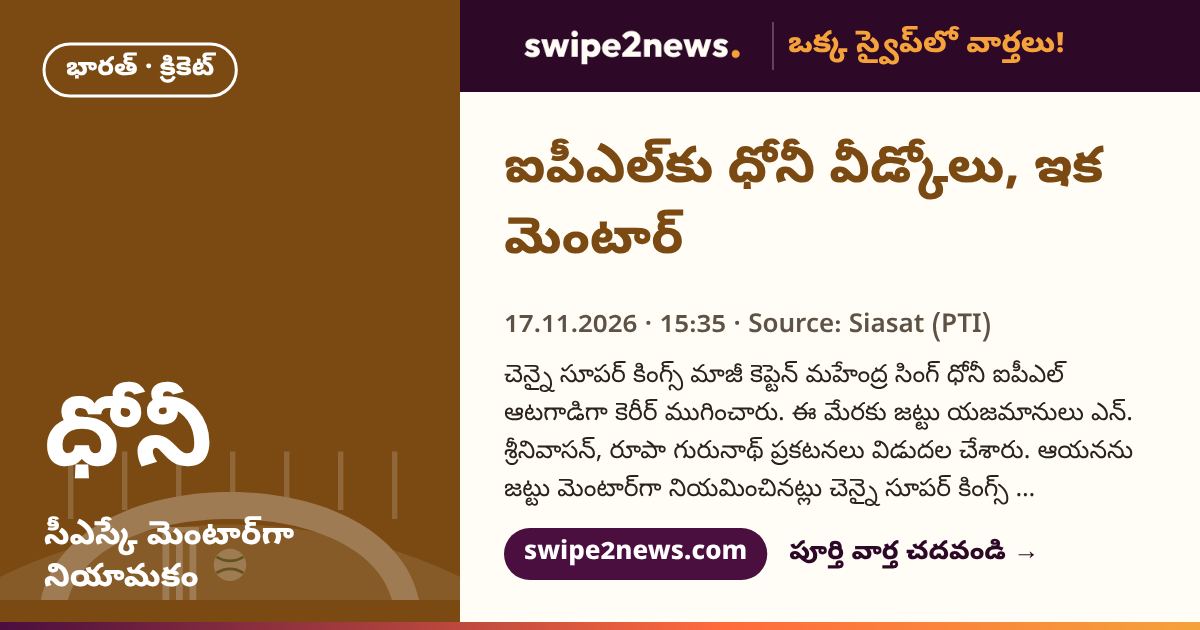 భారత్ · క్రికెట్
ధోనీ
సీఎస్కే మెంటార్‌గా
నియామకం
swipe2news.
ఒక్క స్వైప్‌లో వార్తలు!
ఐపీఎల్‌కు ధోనీ వీడ్కోలు, ఇక
మెంటార్
17.11.2026 · 15:35 · Source: Siasat (PTI)
చెన్నై సూపర్ కింగ్స్ మాజీ కెప్టెన్ మహేంద్ర సింగ్ ధోనీ ఐపీఎల్
ఆటగాడిగా కెరీర్ ముగించారు. ఈ మేరకు జట్టు యజమానులు ఎన్.
శ్రీనివాసన్, రూపా గురునాథ్ ప్రకటనలు విడుదల చేశారు. ఆయనను
జట్టు మెంటార్‌గా నియమించినట్లు చెన్నై సూపర్ కింగ్స్ ...
swipe2news.com
పూర్తి వార్త చదవండి →